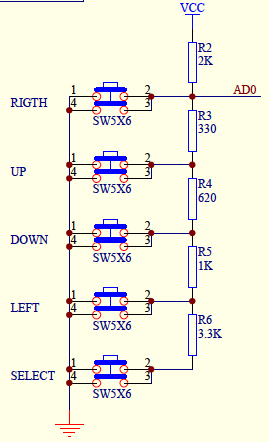 VCC
R2
2K
AD0
1
2
4
3
RIGTH
SW5X6
R3
330
1
2
4
3
UP
SW5X6
R4
620
1
2
4
3
DOWN
SW5X6
R5
1K
1
2
4
3
LEFT
SW5X6
R6
3.3K
1
2
4
3
SELECT
SW5X6